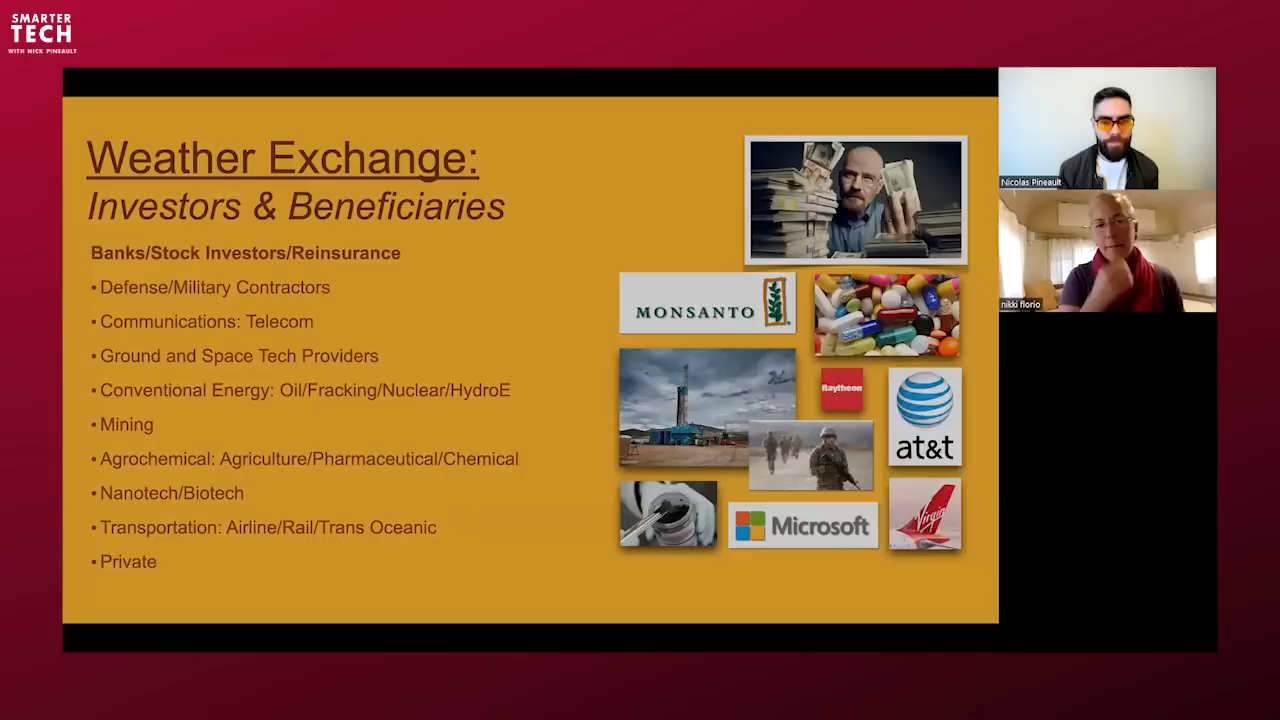 SMARTER
TECH
WITH NICK PINEAULT
Weather Exchange:
Investors & Beneficiaries
Banks/Stock Investors/Reinsurance
• Defense/Military Contractors
• Communications: Telecom
• Ground and Space Tech Providers
• Conventional Energy: Oil/Fracking/Nuclear/HydroE
• Mining
• Agrochemical: Agriculture/Pharmaceutical/Chemical
• Nanotech/Biotech
• Transportation: Airline/Rail/Trans Oceanic
• Private
MONSANTO
Raytheon
at&t
Microsoft
Virgin
Nicolas Pineault
nikki florio